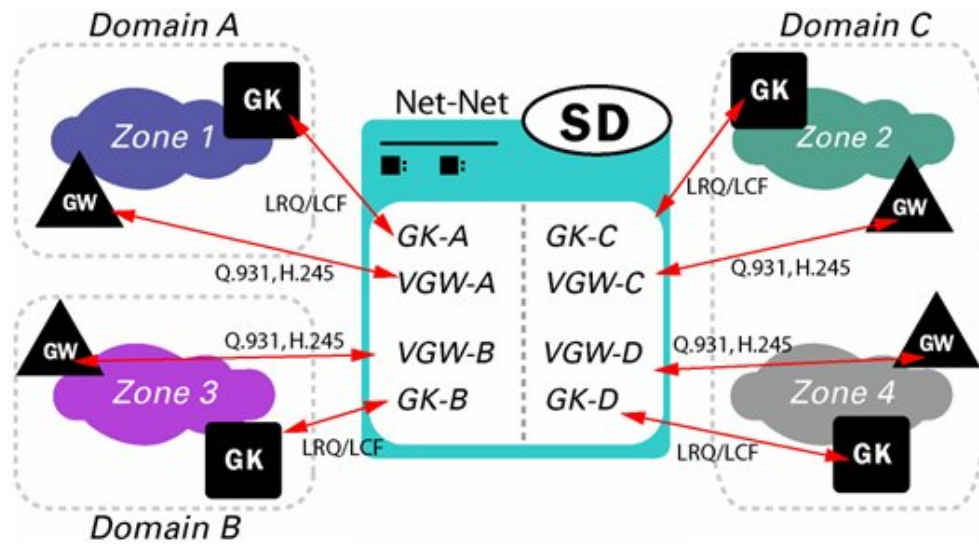 Domain A
Domain C
GK
Zone 1
GW
Net-Net
SD
GK
Zone 2
GW
LRQ/LCF
LRQ/LCF
GK-A
GK-C
Q.931, H.245
VGW-A
VGW-C
Q.931, H.245
GW
Q.931, H.245
VGW-B
VGW-D
Q.931, H.245
GW
Zone 3
GK-B
GK-D
Zone 4
GK
LRQ/LCF
LRQ/LCF
GK
Domain B